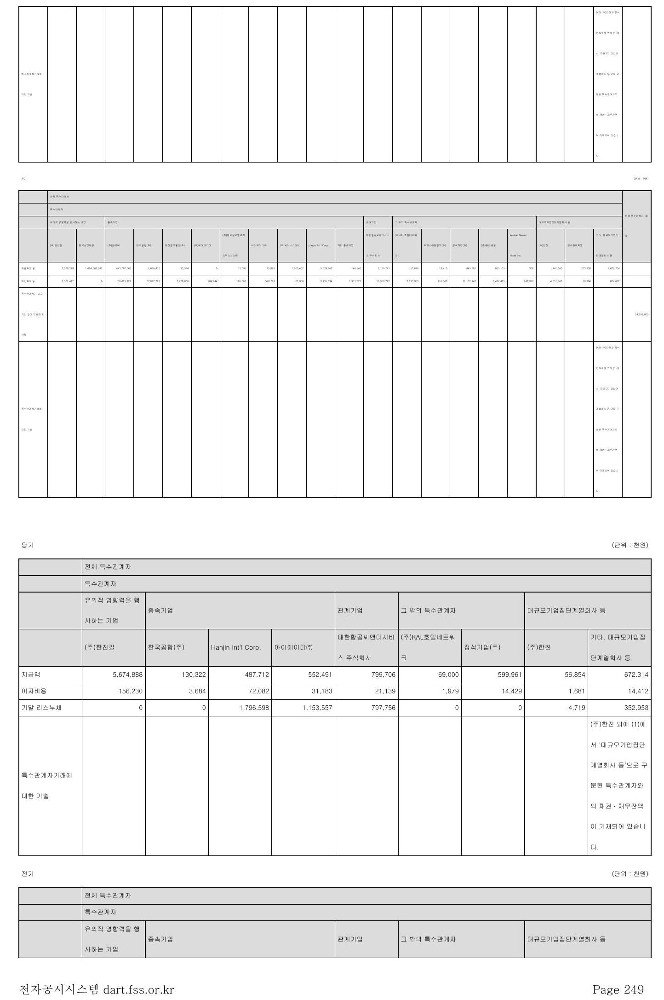 (*2) (주)한진과 정석
인하학원 외에 (1)에
서 '대규모기업집단
계열회사 등'으로 구
분된 특수관계자와
의 채권・채무잔액
이 기재되어 있습니
다.
특수관계자거래에
대한 기술
전기 (단위 : 천원)
전체 특수관계자 전체 특수관계자 합
계
특수관계자
유의적 영향력을 행사하는 기업 종속기업 관계기업 그 밖의 특수관계자 대규모기업집단계열회사 등
(주)한진칼 한국산업은행 (주)진에어 한국공항(주) 한진정보통신(주) (주)에어코리아 (주)한국글로발로지
스틱스시스템 아이에이티㈜ (주)싸이버스카이 Hanjin Int'l Corp. 기타 종속기업 대한항공씨앤디서비
스 주식회사 (주)KAL호텔네트워
크 토파스여행정보(주) 정석기업(주) (주)한진관광 Waikiki Resort
Hotel Inc. (주)한진 정석인하학원 기타, 대규모기업집
단계열회사 등
매출채권 등 2,979,219 1,694,601,997 443,787,065 1,090,432 33,524 0 15,095 115,879 1,963,402 5,524,107 146,846 1,189,741 57,810 13,410 445,981 860,105 328 1,441,500 213,130 8,678,704
매입채무 등 8,567,417 0 60,021,124 27,927,211 7,739,000 984,244 165,308 546,719 67,966 3,155,694 1,311,322 16,359,772 2,895,953 116,800 11,112,442 3,427,475 147,996 4,551,803 18,706 624,002
특수관계자가 보고
기간 말에 보유한 회
사채 14,999,000
특수관계자거래에
대한 기술
(*2) (주)한진과 정석
인하학원 외에 (1)에
서 '대규모기업집단
계열회사 등'으로 구
분된 특수관계자와
의 채권・채무잔액
이 기재되어 있습니
다.
당기 (단위 : 천원)
전체 특수관계자
특수관계자
유의적 영향력을 행
사하는 기업 종속기업 관계기업 그 밖의 특수관계자 대규모기업집단계열회사 등
(주)한진칼 한국공항(주) Hanjin Int'l Corp. 아이에이티㈜ 대한항공씨앤디서비
스 주식회사 (주)KAL호텔네트워
크 정석기업(주) (주)한진 기타, 대규모기업집
단계열회사 등
지급액 5,674,888 130,322 487,712 552,491 799,706 69,000 599,961 56,854 672,314
이자비용 156,230 3,684 72,082 31,183 21,139 1,979 14,429 1,681 14,412
기말 리스부채 0 0 1,796,598 1,153,557 797,756 0 0 4,719 352,953
특수관계자거래에
대한 기술
(주)한진 외에 (1)에
서 '대규모기업집단
계열회사 등'으로 구
분된 특수관계자와
의 채권・채무잔액
이 기재되어 있습니
다.
전기 (단위 : 천원)
전체 특수관계자
특수관계자
유의적 영향력을 행
사하는 기업 종속기업 관계기업 그 밖의 특수관계자 대규모기업집단계열회사 등
전자공시시스템 dart.fss.or.kr Page 249